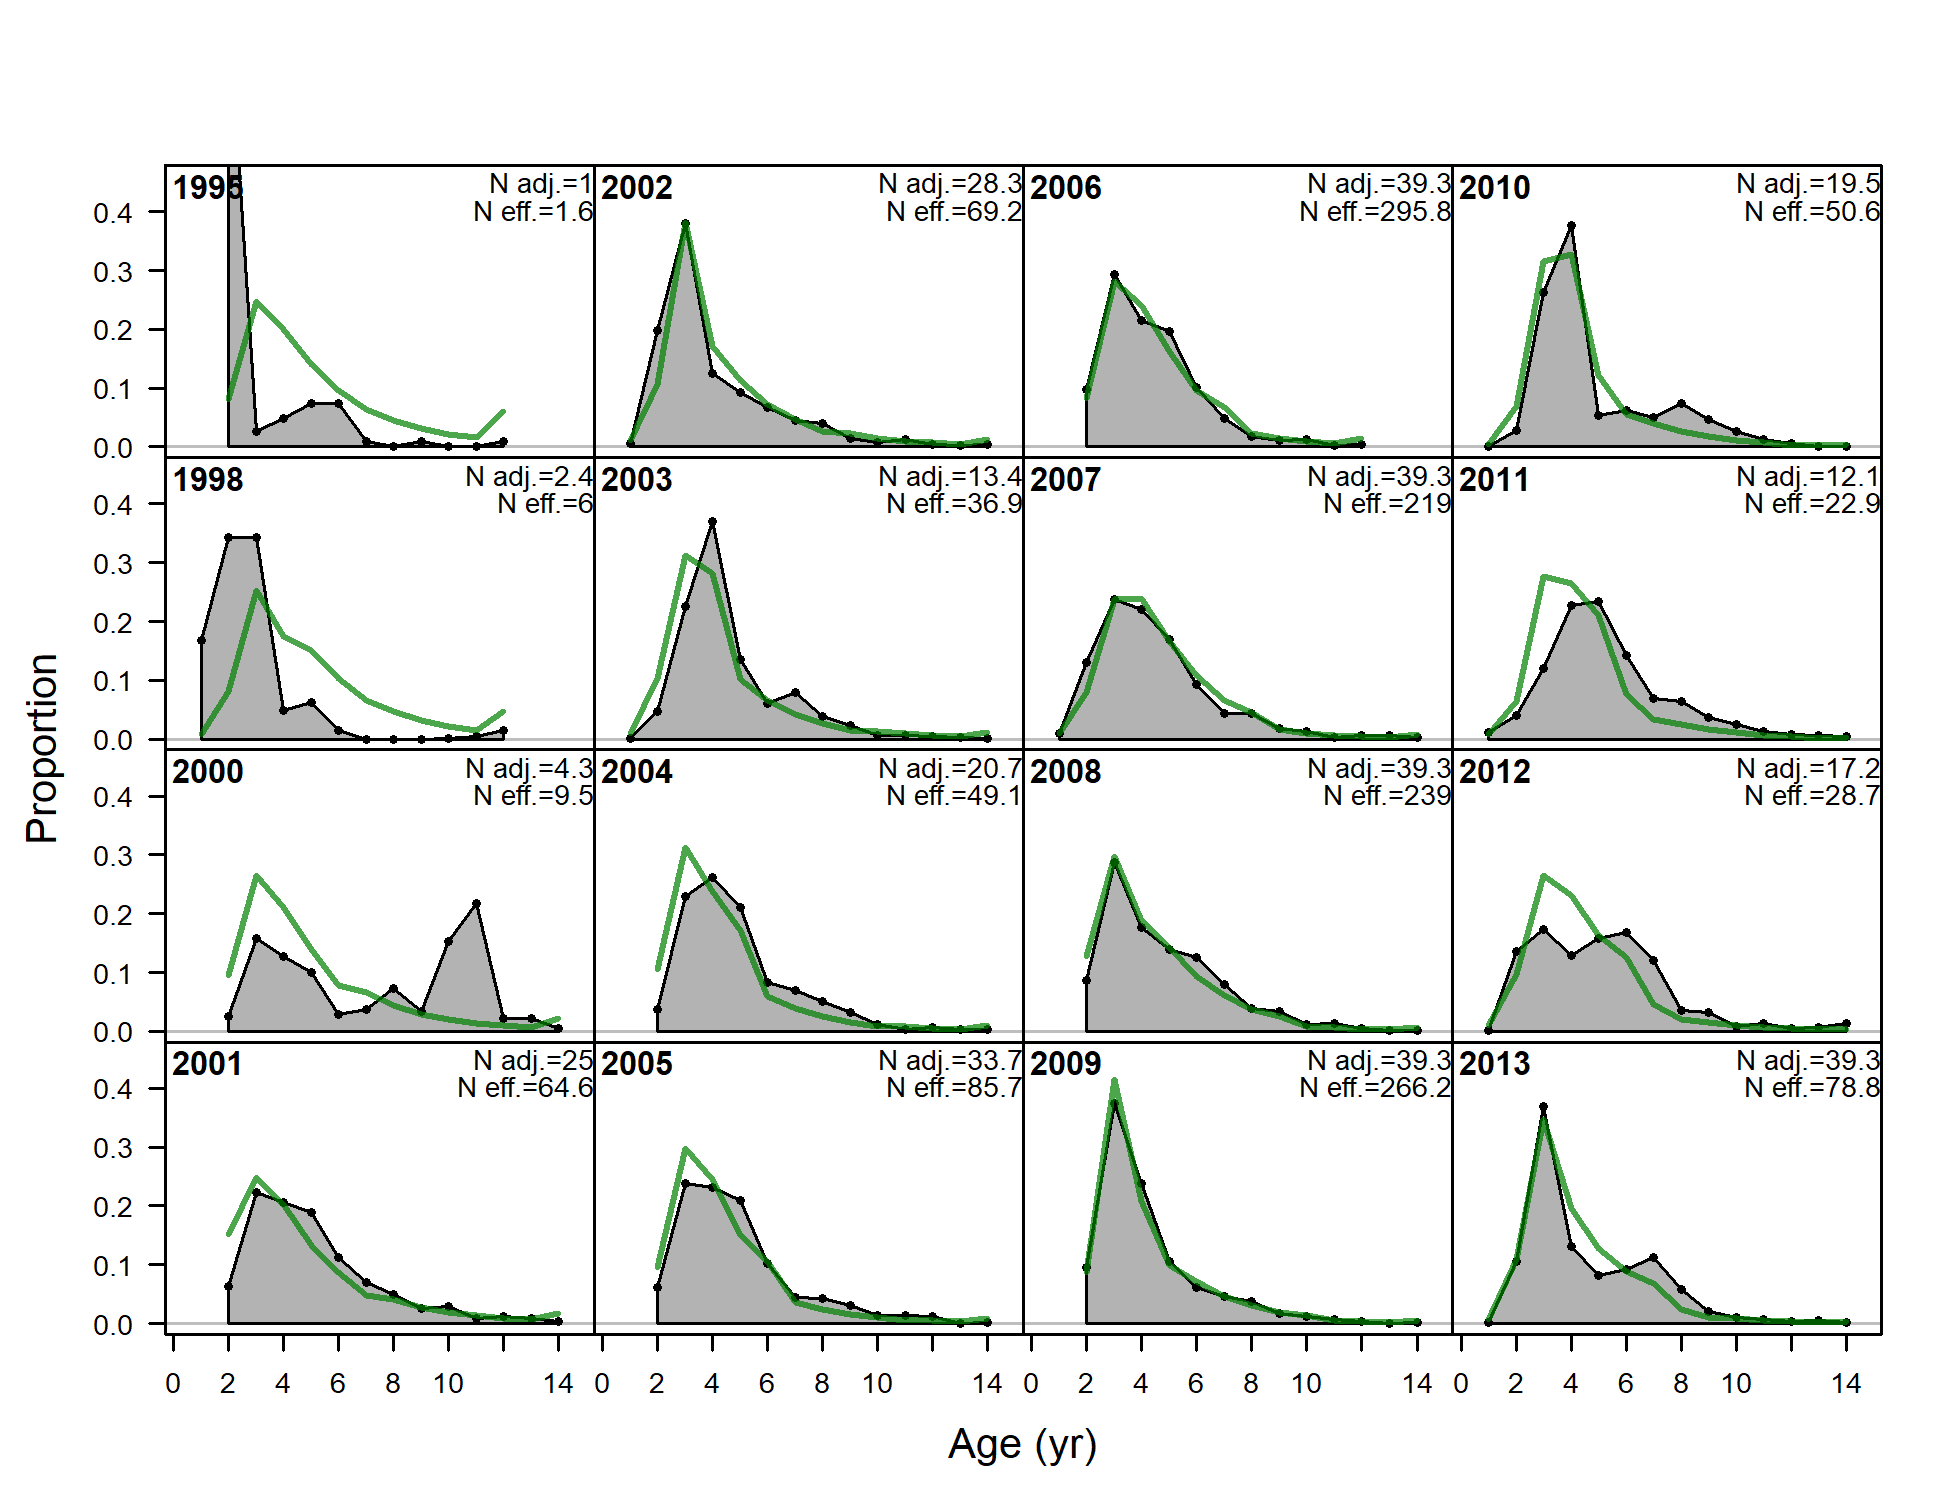 1995
N adj.=1
N eff.=1.6
2002
N adj.=28.3
N eff.=69.2
2006
N adj.=39.3
N eff.=295.8
2010
N adj.=19.5
N eff.=50.6
0.4
0.3
0.2
0.1
0.0
1998
N adj.=2.4
N eff.=6
2003
N adj.=13.4
N eff.=36.9
2007
N adj.=39.3
N eff.=219
2011
N adj.=12.1
N eff.=22.9
0.4
0.3
0.2
0.1
0.0
2000
N adj.=4.3
N eff.=9.5
2004
N adj.=20.7
N eff.=49.1
2008
N adj.=39.3
N eff.=239
2012
N adj.=17.2
N eff.=28.7
0.4
0.3
0.2
0.1
0.0
2001
N adj.=25
N eff.=64.6
2005
N adj.=33.7
N eff.=85.7
2009
N adj.=39.3
N eff.=266.2
2013
N adj.=39.3
N eff.=78.8
0.4
0.3
0.2
0.1
0.0
0 2 4 6 8 10 14 0 2 4 6 8 10 14 0 2 4 6 8 10 14 0 2 4 6 8 10 14
Proportion
Age (yr)